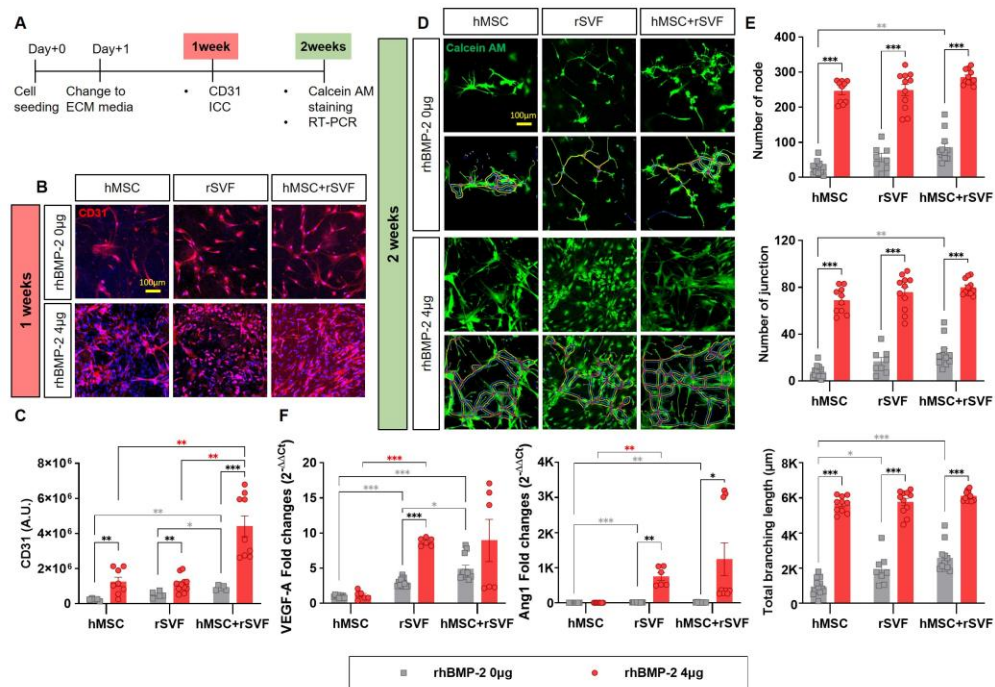 A
Day+0
Day+1
1week
2weeks
Cell
seeding
Change to
ECM media
• CD31
ICC
• Calcein AM
staining
• RT-PCR
B
hMSC
rSVF
hMSC+rSVF
1 weeks
rhBMP-2 0µg
CD31
100µm
rhBMP-2 4µg
C
CD31 (A.U.)
8×10⁶
6×10⁶
4×10⁶
2×10⁶
0
**
**
***
**
*
**
**
hMSC
rSVF
hMSC+rSVF
D
hMSC
rSVF
hMSC+rSVF
2 weeks
rhBMP-2 0µg
Calcein AM
100µm
rhBMP-2 4µg
E
Number of node
400
300
200
100
0
**
***
***
***
hMSC
rSVF
hMSC+rSVF
Number of junction
120
80
40
0
**
***
***
***
hMSC
rSVF
hMSC+rSVF
Total branching length (µm)
8K
6K
4K
2K
0
***
*
***
***
***
hMSC
rSVF
hMSC+rSVF
F
VEGF-A Fold changes (2^-ΔΔCt)
25
20
15
10
5
0
***
***
***
*
***
hMSC
rSVF
hMSC+rSVF
Ang1 Fold changes (2^-ΔΔCt)
4K
3K
2K
1K
0
**
**
*
***
**
hMSC
rSVF
hMSC+rSVF
rhBMP-2 0µg
rhBMP-2 4µg